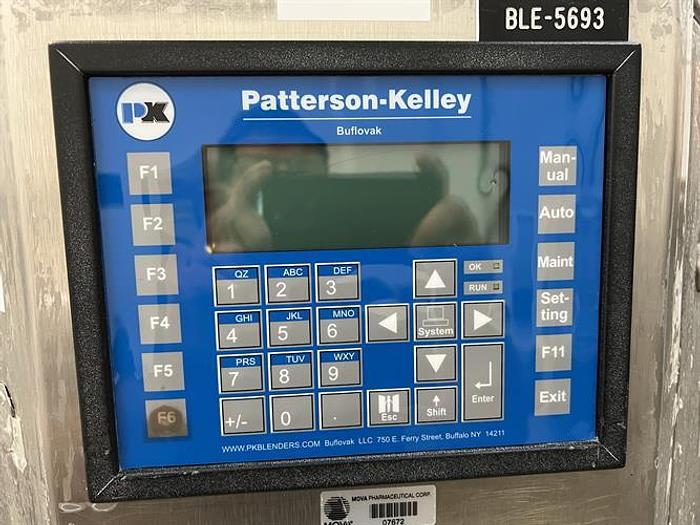 BLE-5693
PK
Patterson-Kelley
Buflovak
F1
F2
F3
F4
F5
F6
Man-
ual
Auto
Maint
Set-
ting
F11
Exit
QZ ABC DEF
1 2 3
GHI JKL MNO
4 5 6
PRS TUV WXY
7 8 9
+/- 0 .
OK
RUN
System
Esc
Shift
Enter
WWW.PKBLENDERS.COM Buflovak LLC 750 E. Ferry Street, Buffalo NY 14211
MOVA PHARMACEUTICAL CORP.
MOVA
07672